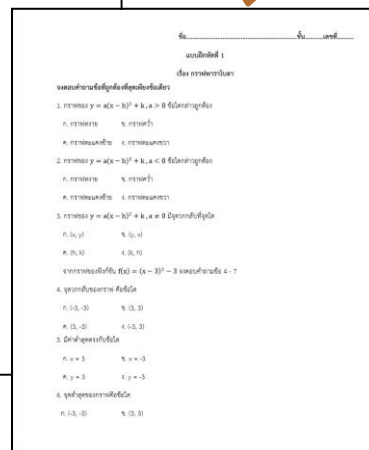 ชื่อ..................................................ชั้น..........เลขที่..........
แบบฝึกหัดที่ 1
เรื่อง กราฟพาราโบลา
จงตอบคำถามข้อที่ถูกต้องที่สุดเพียงข้อเดียว
1. กราฟของ y = a(x − h)² + k , a > 0 ข้อใดกล่าวถูกต้อง
ก. กราฟหงาย ข. กราฟคว่ำ
ค. กราฟตะแคงซ้าย ง. กราฟตะแคงขวา
2. กราฟของ y = a(x − h)² + k , a < 0 ข้อใดกล่าวถูกต้อง
ก. กราฟหงาย ข. กราฟคว่ำ
ค. กราฟตะแคงซ้าย ง. กราฟตะแคงขวา
3. กราฟของ y = a(x − h)² + k , a ≠ 0 มีจุดวกกลับที่จุดใด
ก. (x, y) ข. (y, x)
ค. (h, k) ง. (k, h)
จากกราฟของฟังก์ชัน f(x) = (x − 3)² − 3 จงตอบคำถามข้อ 4 - 7
4. จุดวกกลับของกราฟ คือข้อใด
ก. (-3, -3) ข. (3, 3)
ค. (3, -3) ง. (-3, 3)
5. มีค่าต่ำสุดตรงกับข้อใด
ก. x = 3 ข. x = -3
ค. y = 3 ง. y = -3
6. จุดต่ำสุดของกราฟคือข้อใด
ก. (-3, -3) ข. (3, 3)